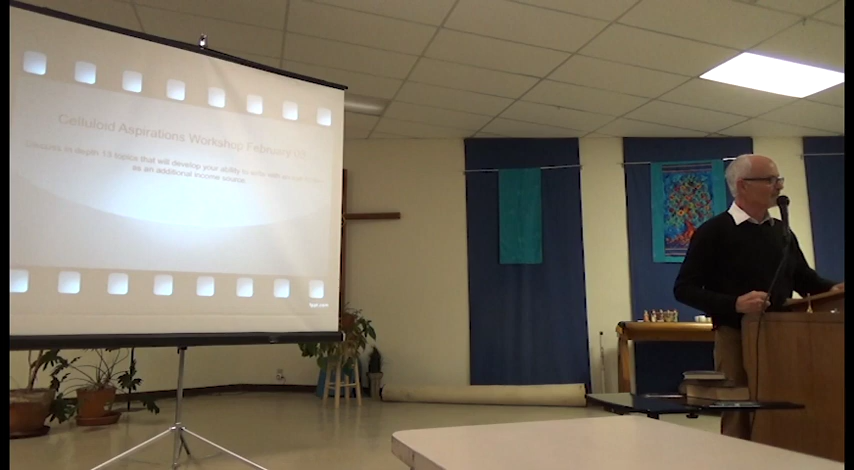 Celluloid Aspirations Workshop February 03
in depth 13 topics that will develop your ability to
as an additional income source.